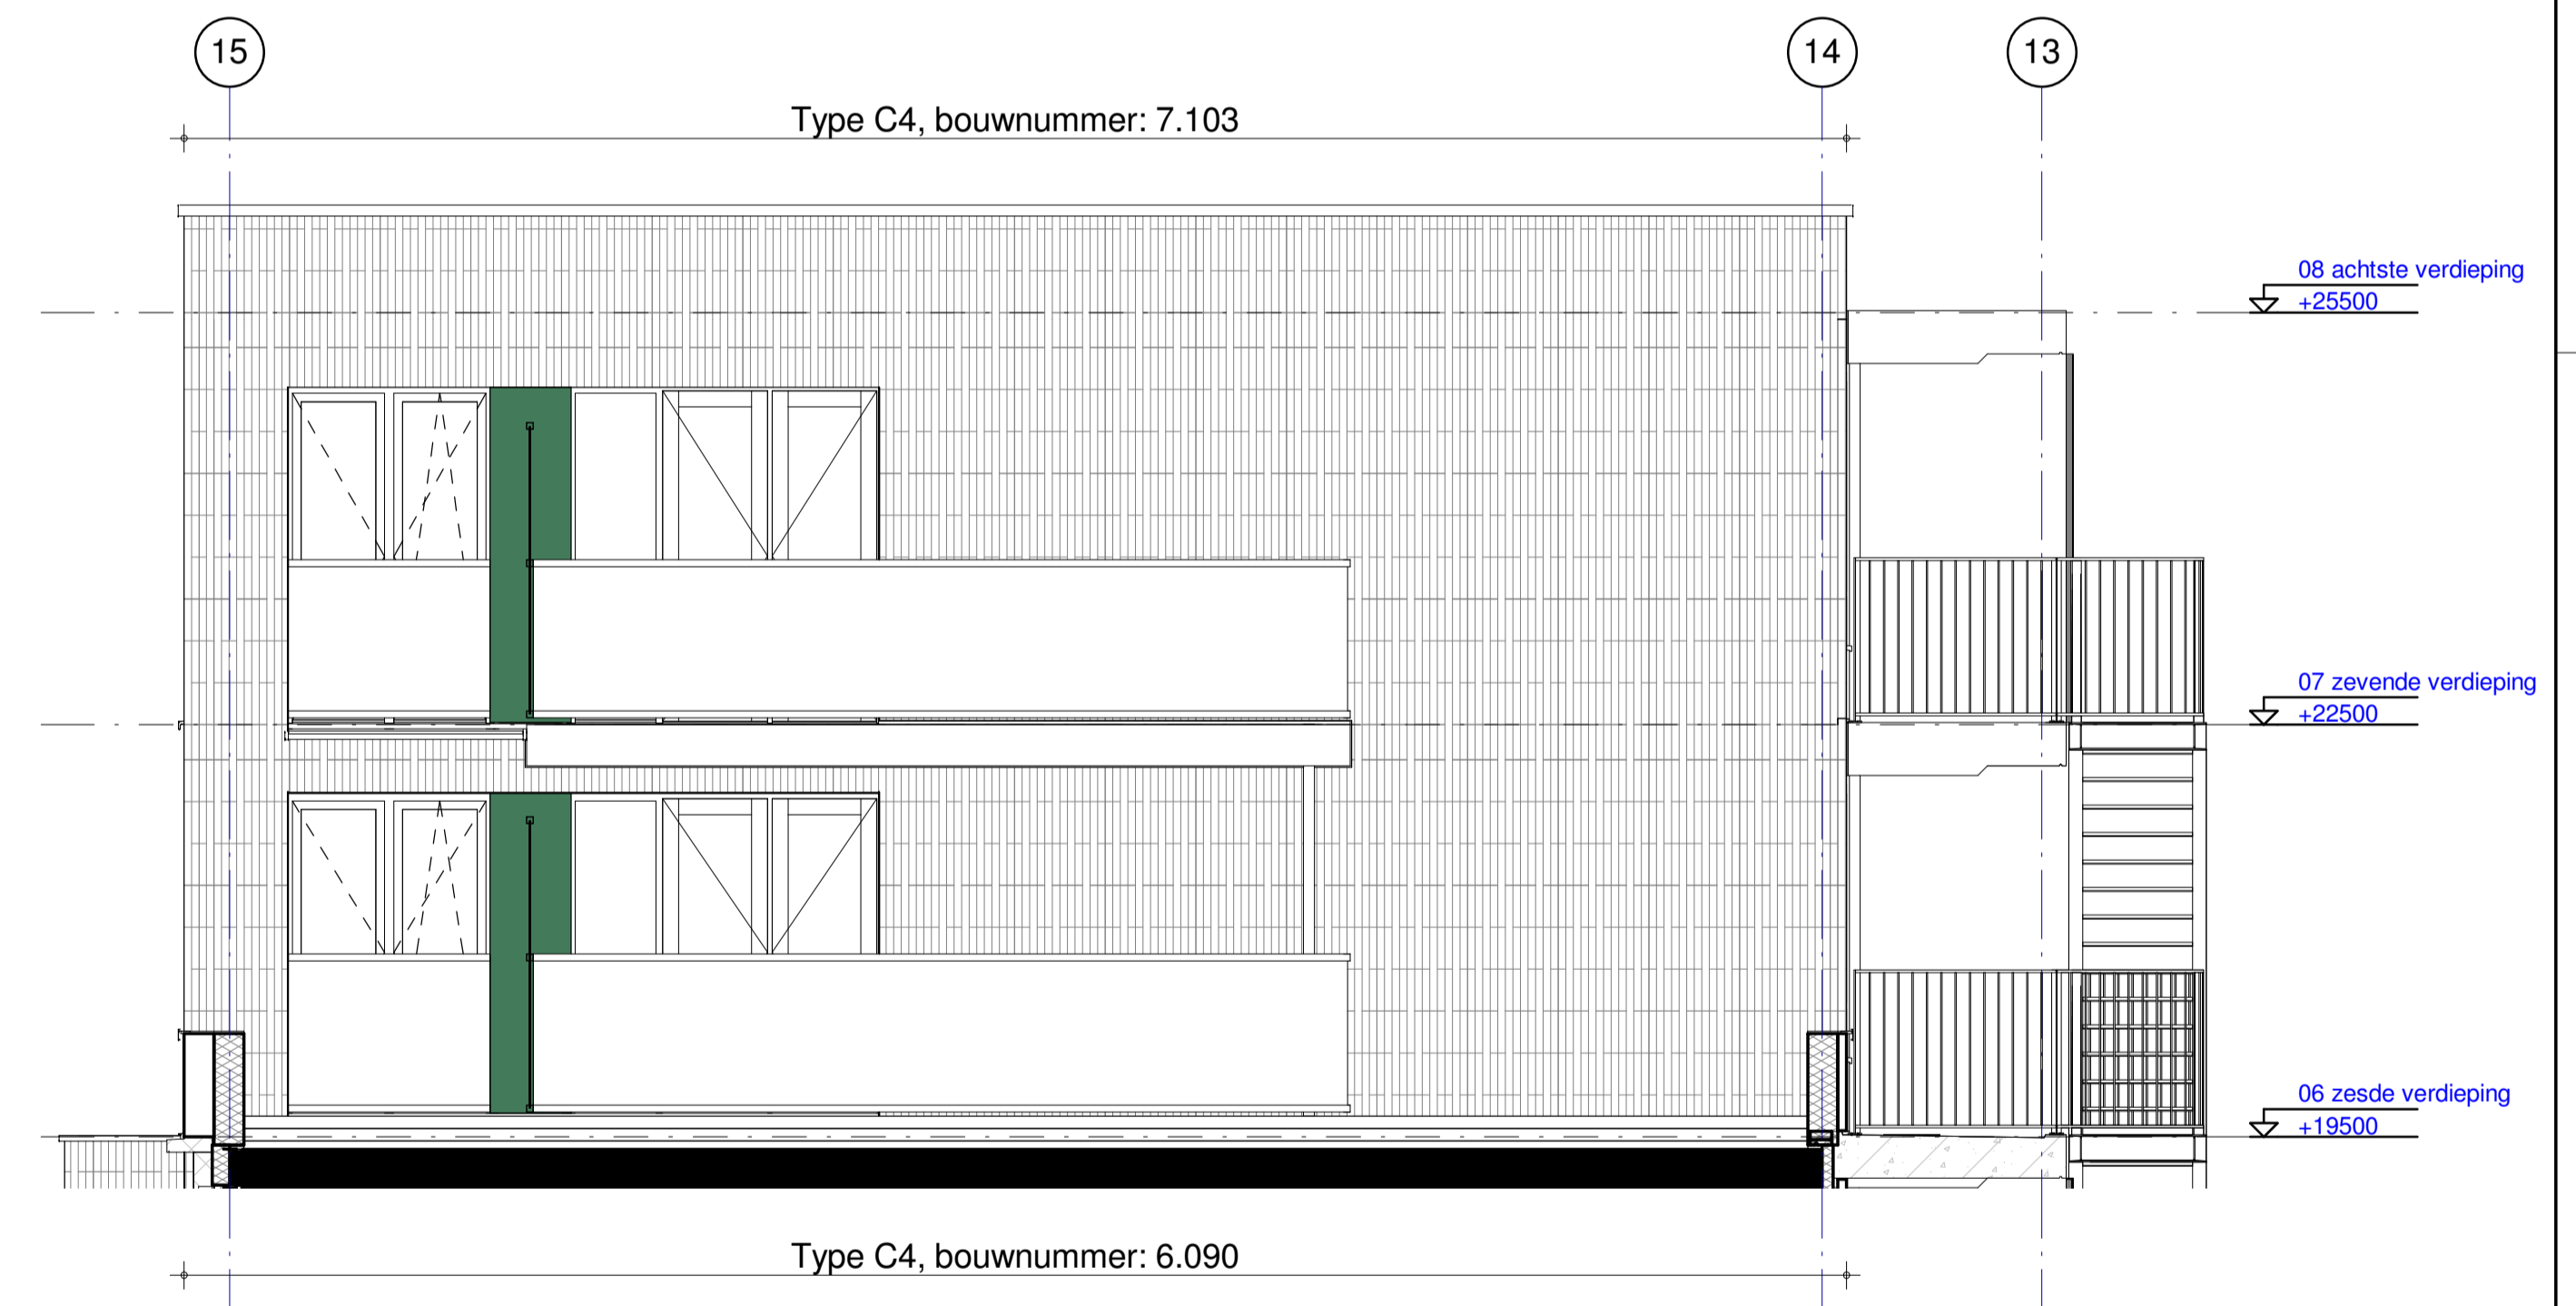 15
14
13
Type C4, bouwnummer: 7.103
08 achtste verdieping
+25500
07 zevende verdieping
+22500
06 zesde verdieping
+19500
Type C4, bouwnummer: 6.090